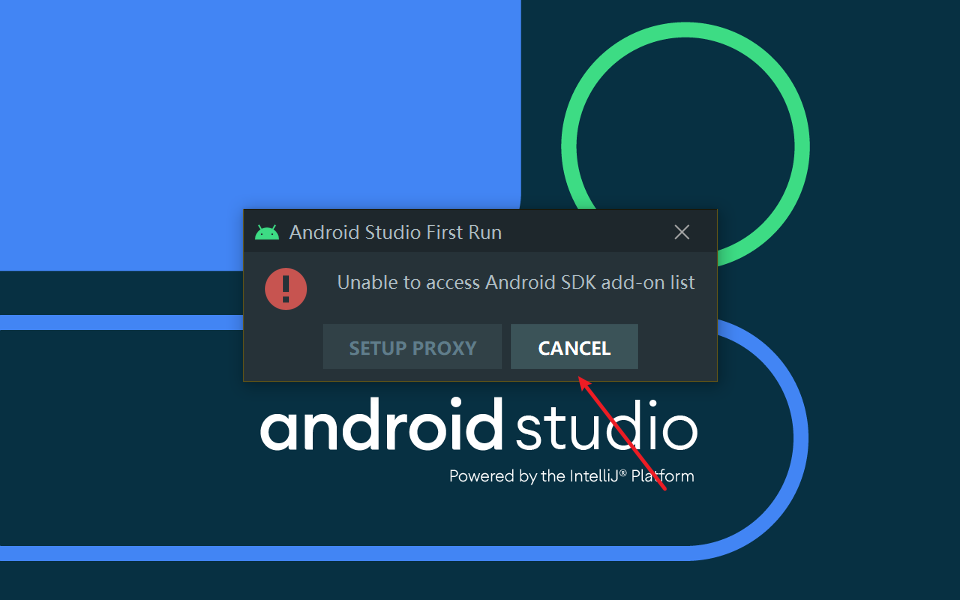 Android Studio First Run
Unable to access Android SDK add-on list
SETUP PROXY
CANCEL
android studio
Powered by the IntelliJ® Platform